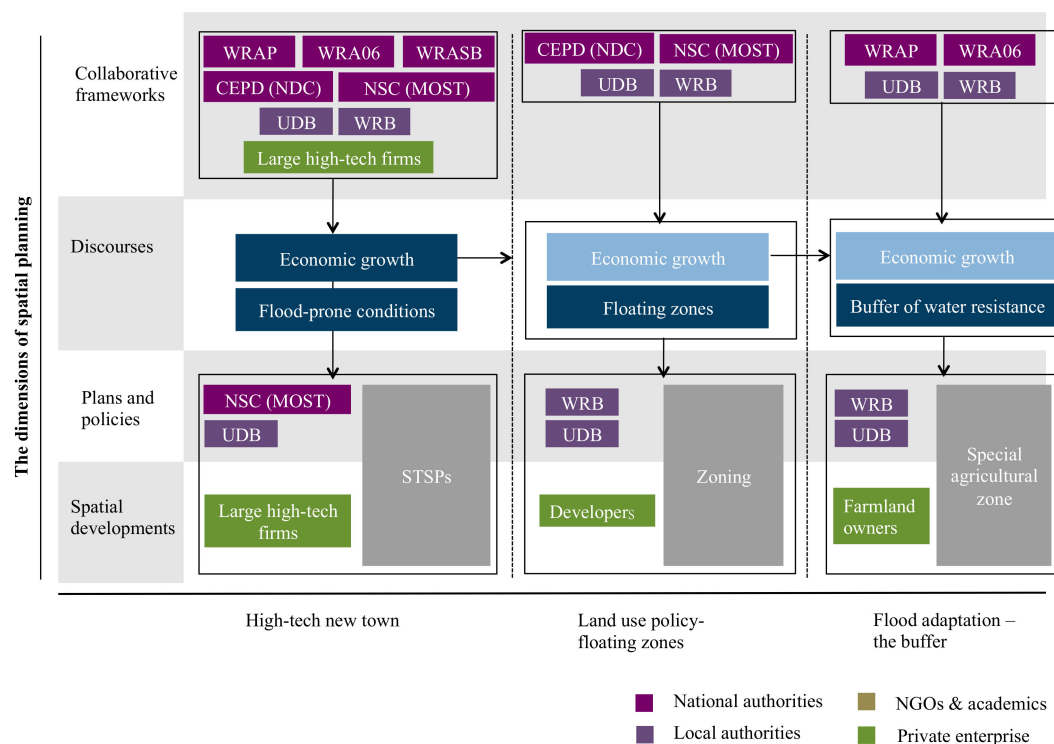 The dimensions of spatial planning
Collaborative
frameworks
WRAP WRA06 WRASB
CEPD (NDC) NSC (MOST)
UDB WRB
Large high-tech firms
CEPD (NDC) NSC (MOST)
UDB WRB
WRAP WRA06
UDB WRB
Discourses
Economic growth
Flood-prone conditions
Economic growth
Floating zones
Economic growth
Buffer of water resistance
Plans and
policies
NSC (MOST)
UDB
STSPs
WRB
UDB
Zoning
WRB
UDB
Special
agricultural
zone
Spatial
developments
Large high-tech
firms
Developers
Farmland
owners
High-tech new town
Land use policy-
floating zones
Flood adaptation –
the buffer
National authorities
NGOs & academics
Local authorities
Private enterprise